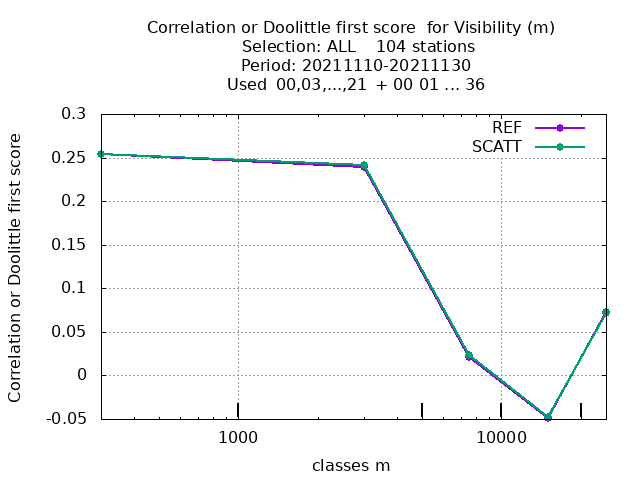 Correlation or Doolittle first score  for Visibility (m)
Selection: ALL    104 stations
Period: 20211110-20211130
Used  00,03,...,21  + 00 01 ... 36
REF
SCATT
Correlation or Doolittle first score
0.3
0.25
0.2
0.15
0.1
0.05
0
-0.05
1000
10000
classes m